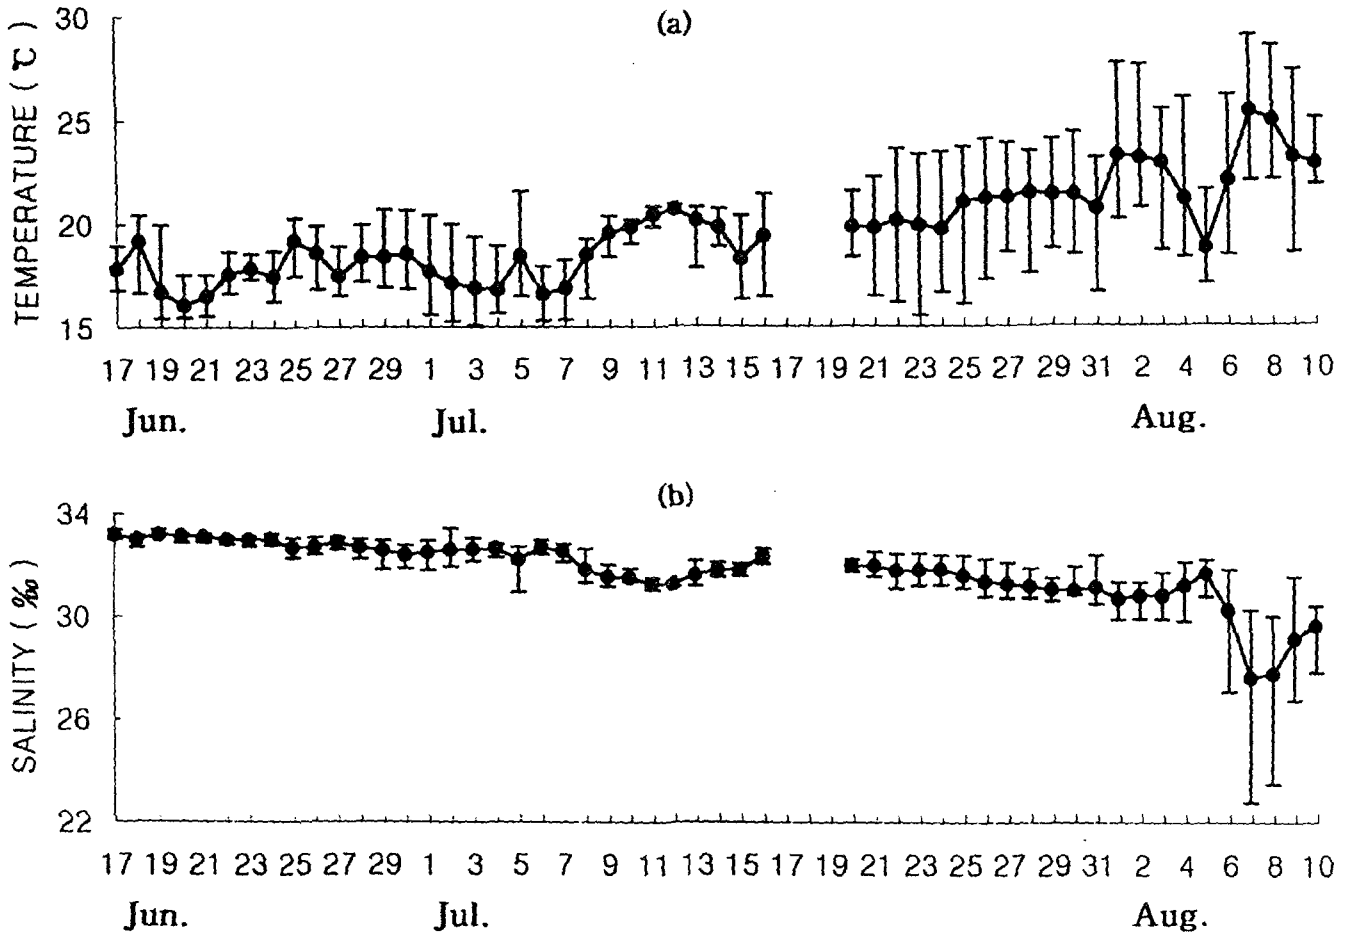 (a)
TEMPERATURE (℃)
30
25
20
15
17 19 21 23 25 27 29 1 3 5 7 9 11 13 15 17 19 21 23 25 27 29 31 2 4 6 8 10
Jun. Jul. Aug.
(b)
SALINITY (‰)
34
30
26
22
17 19 21 23 25 27 29 1 3 5 7 9 11 13 15 17 19 21 23 25 27 29 31 2 4 6 8 10
Jun. Jul. Aug.